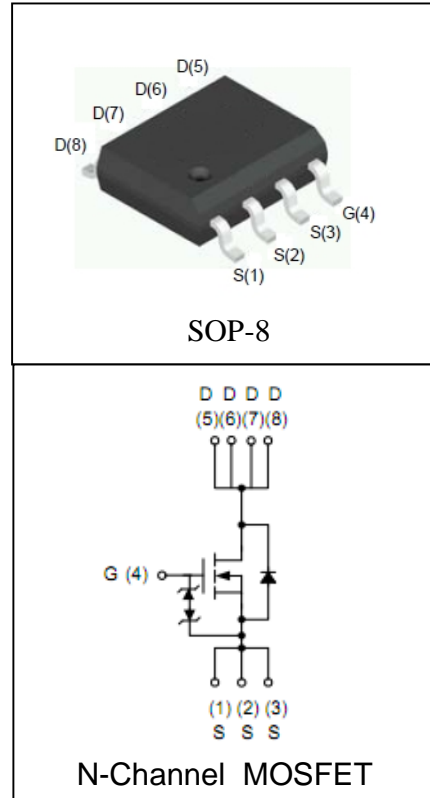 D(5)
D(6)
D(7)
D(8)
G(4)
S(3)
S(2)
S(1)
SOP-8
D D D D
(5)(6)(7)(8)
G (4)
(1) (2) (3)
S S S
N-Channel MOSFET